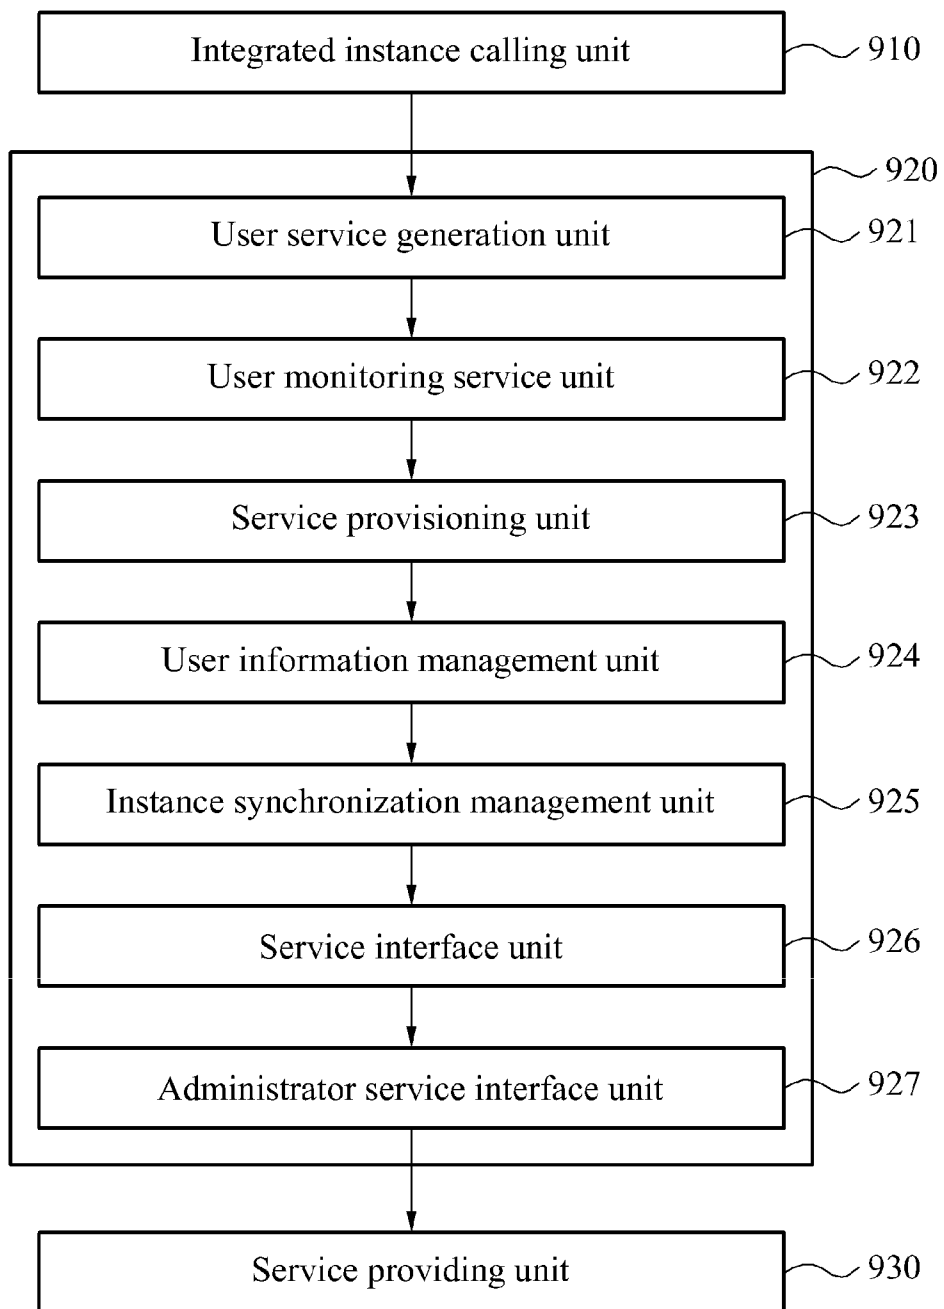 Integrated instance calling unit 910
920
User service generation unit 921
User monitoring service unit 922
Service provisioning unit 923
User information management unit 924
Instance synchronization management unit 925
Service interface unit 926
Administrator service interface unit 927
Service providing unit 930